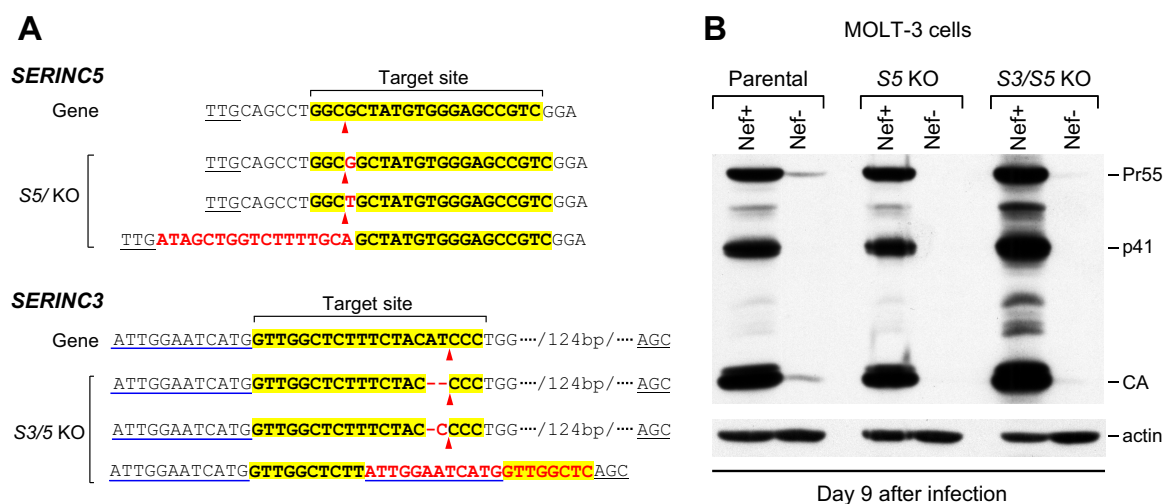 A
SERINC5
Target site
Gene
TTGCAGCCTGGCGCTATGTGGGAGCCGTCGGA
S5/ KO
TTGCAGCCTGGCGGCTATGTGGGAGCCGTCGGA
TTGCAGCCTGGCTGCTATGTGGGAGCCGTCGGA
TTGATAGCTGGTCTTTTGCAGCTATGTGGGAGCCGTCGGA
SERINC3
Target site
Gene
ATTGGAATCATGGTTGGCTCTTTCTACATCCCTGG····/124bp/····AGC
S3/5 KO
ATTGGAATCATGGTTGGCTCTTTCTAC--CCCTGG····/124bp/····AGC
ATTGGAATCATGGTTGGCTCTTTCTAC-CCCCTGG····/124bp/····AGC
ATTGGAATCATGGTTGGCTCTTATTGGAATCATGGTTGGCTCAGC
B
MOLT-3 cells
Parental S5 KO S3/S5 KO
Nef+ Nef- Nef+ Nef- Nef+ Nef-
Pr55
p41
CA
actin
Day 9 after infection